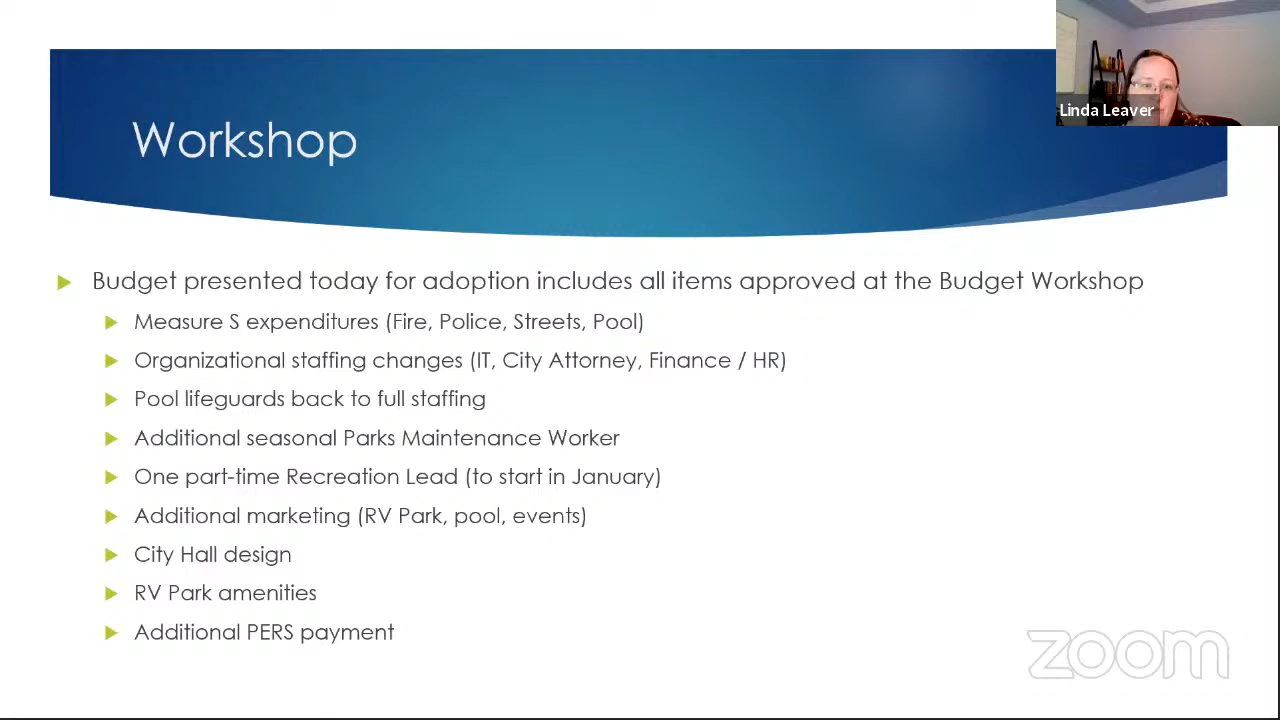 Linda Leaver
Workshop
Budget presented today for adoption includes all items approved at the Budget Workshop
Measure S expenditures (Fire, Police, Streets, Pool)
Organizational staffing changes (IT, City Attorney, Finance / HR)
Pool lifeguards back to full staffing
Additional seasonal Parks Maintenance Worker
One part-time Recreation Lead (to start in January)
Additional marketing (RV Park, pool, events)
City Hall design
RV Park amenities
Additional PERS payment
zoom